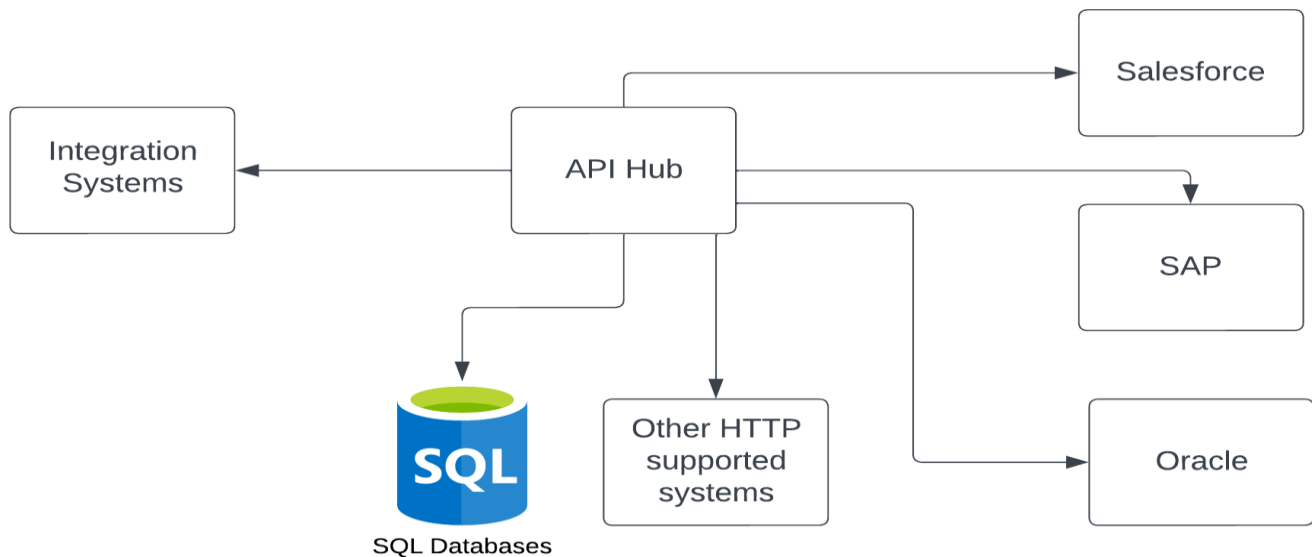 Salesforce
Integration
Systems
API Hub
SAP
Other HTTP
supported
systems
SQL
Oracle
SQL Databases